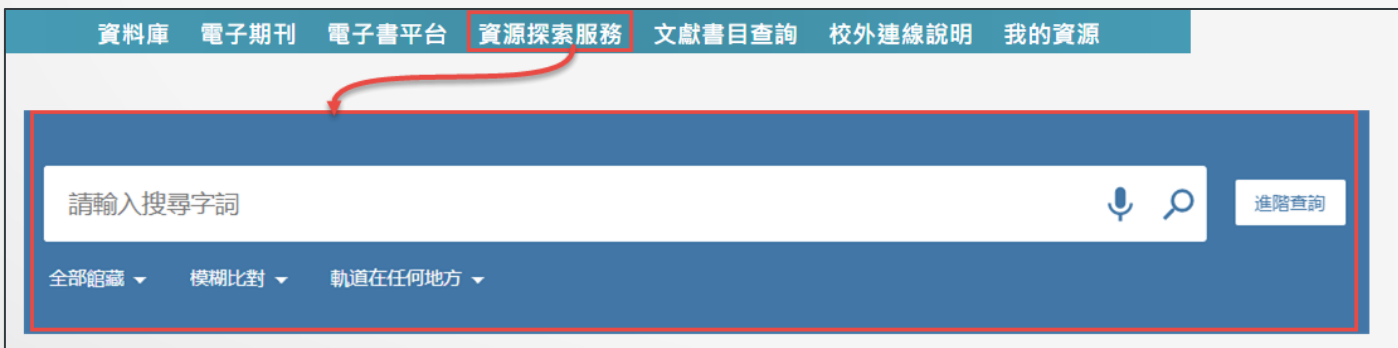 資料庫 電子期刊 電子書平台 資源探索服務 文獻書目查詢 校外連線說明 我的資源
請輸入搜尋字詞 進階查詢
全部館藏 模糊比對 軌道在任何地方